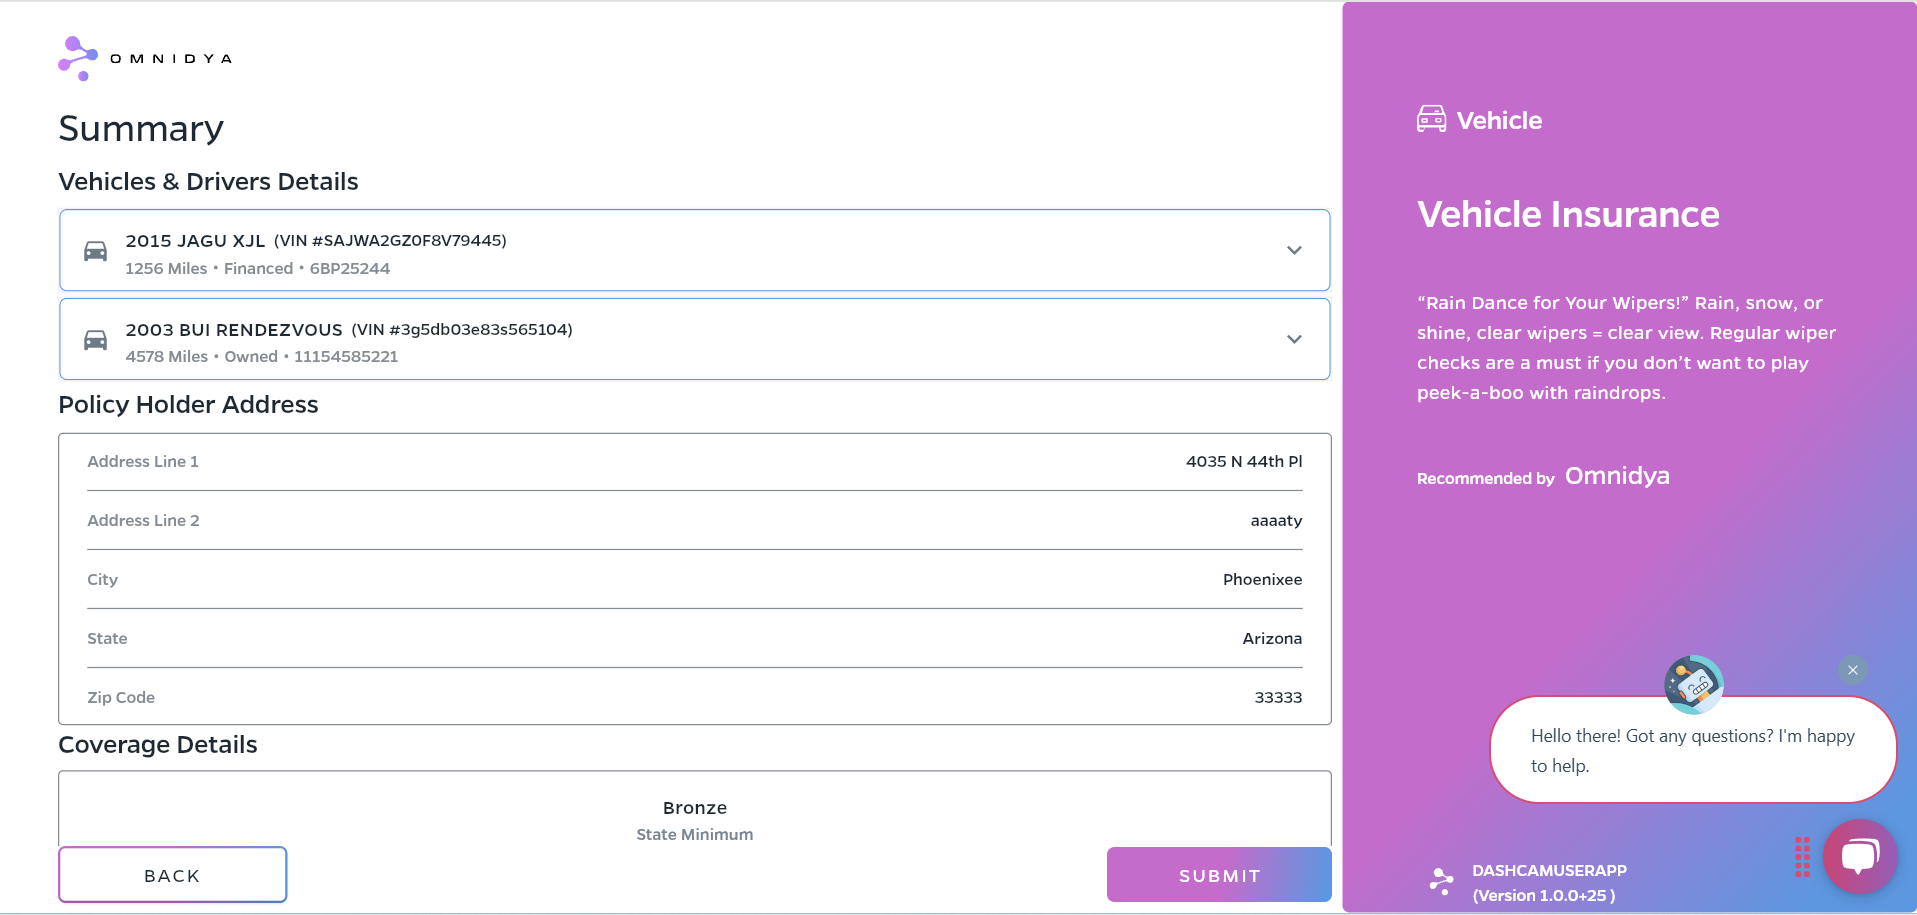 OMNIDYA
Summary
Vehicles & Drivers Details
2015 JAGU XJL (VIN #SAJWA2GZ0F8V79445)
1256 Miles • Financed • 6BP25244
2003 BUI RENDEZVOUS (VIN #3g5db03e83s565104)
4578 Miles • Owned • 11154585221
Policy Holder Address
Address Line 1 4035 N 44th Pl
Address Line 2 aaaaty
City Phoenixee
State Arizona
Zip Code 33333
Coverage Details
Bronze
State Minimum
BACK
SUBMIT
Vehicle
Vehicle Insurance
“Rain Dance for Your Wipers!” Rain, snow, or
shine, clear wipers = clear view. Regular wiper
checks are a must if you don’t want to play
peek-a-boo with raindrops.
Recommended by Omnidya
Hello there! Got any questions? I'm happy
to help.
DASHCAMUSERAPP
(Version 1.0.0+25 )